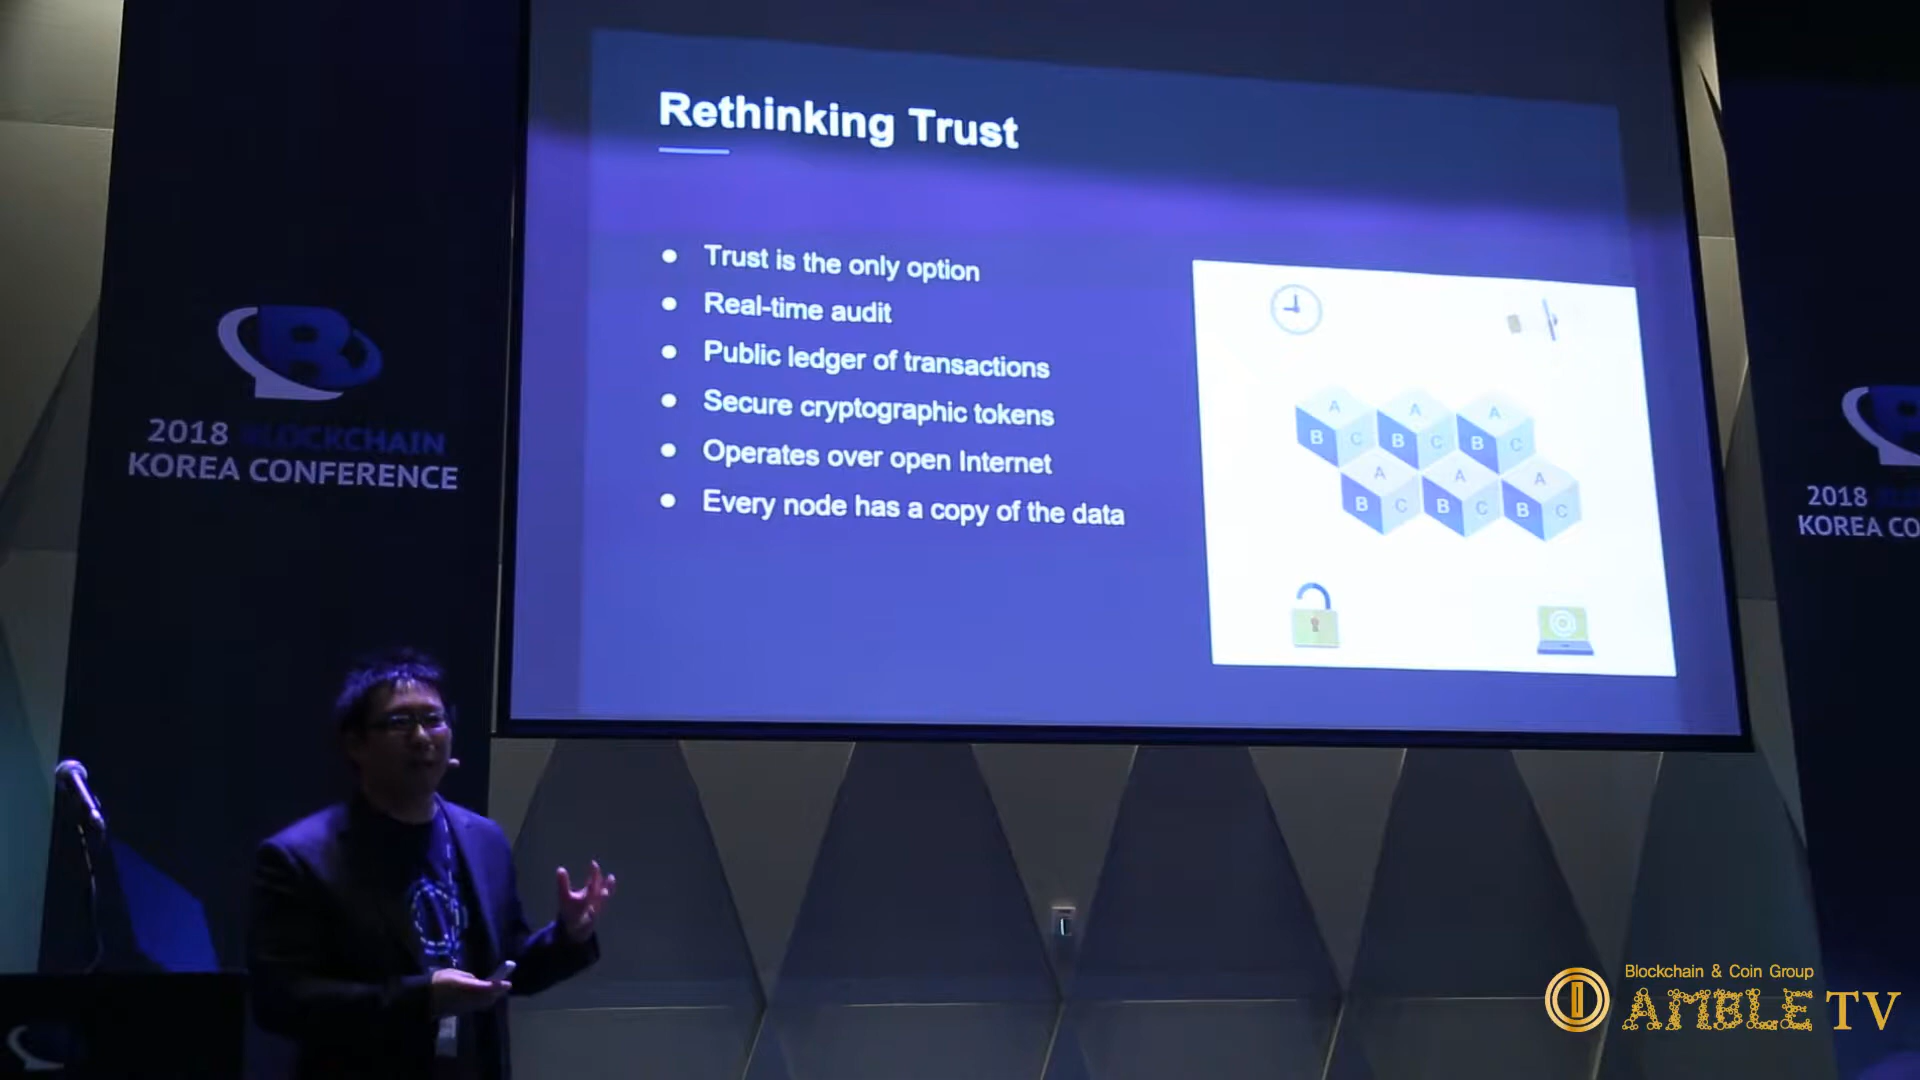 Rethinking Trust
Trust is the only option
Real-time audit
Public ledger of transactions
Secure cryptographic tokens
Operates over open Internet
Every node has a copy of the data
A
A
A
B
C
B
C
B
C
A
A
A
B
C
B
C
B
C
B
2018 BLOCKCHAIN
KOREA CONFERENCE
2018
KOREA CO
Blockchain & Coin Group
AMBLE TV